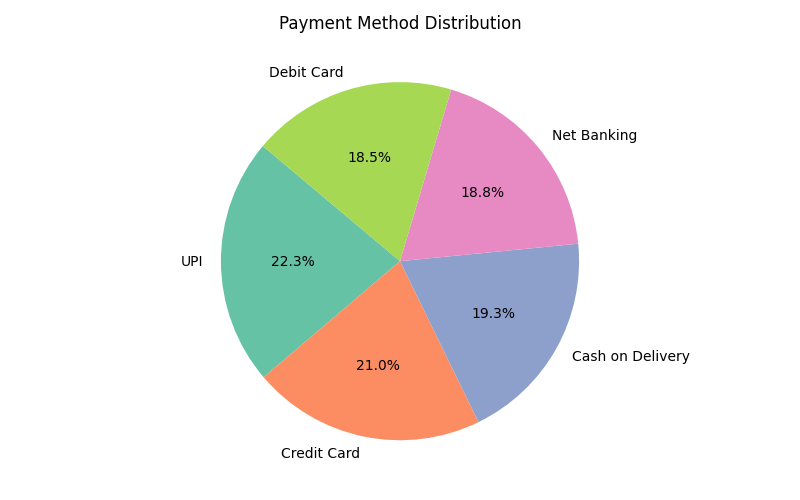 Payment Method Distribution
Debit Card
Net Banking
18.5%
18.8%
UPI
22.3%
19.3%
Cash on Delivery
21.0%
Credit Card